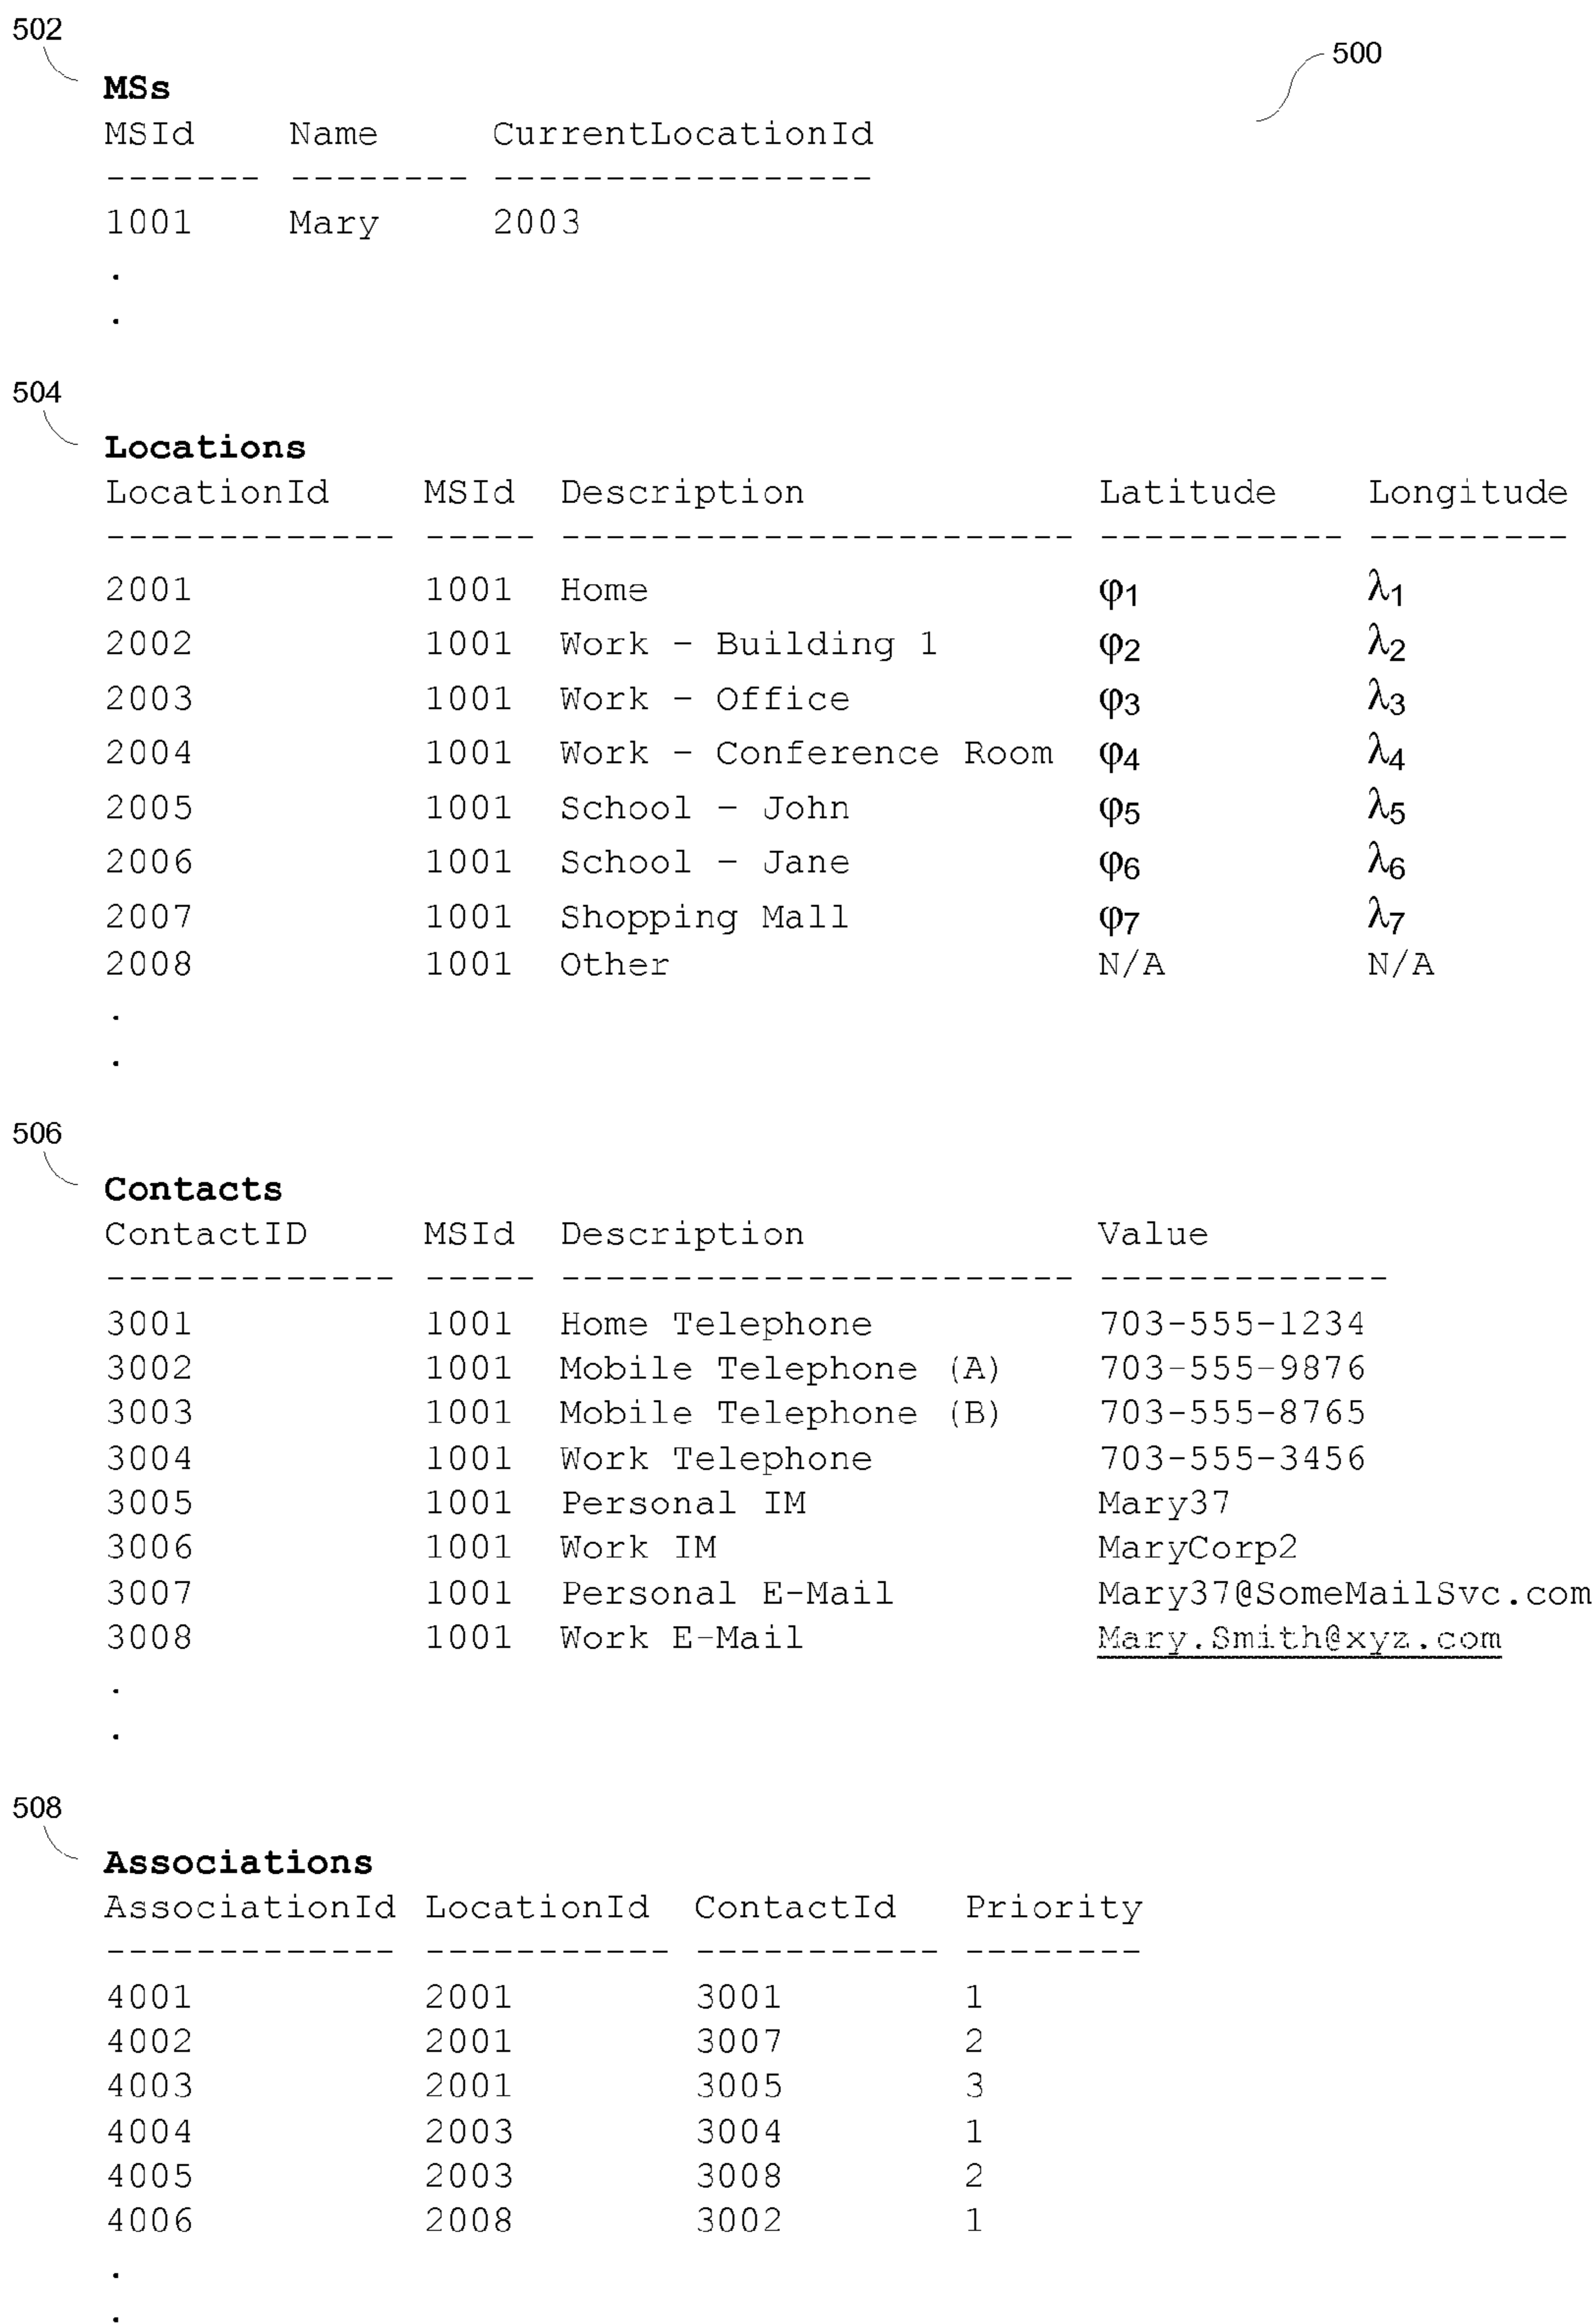 502
500
MSs
MSId Name CurrentLocationId
------- -------- -----------------
1001 Mary 2003
.
.
504
Locations
LocationId MSId Description Latitude Longitude
------------- ----- ----------------------- ----------- ---------
2001 1001 Home φ1 λ1
2002 1001 Work - Building 1 φ2 λ2
2003 1001 Work - Office φ3 λ3
2004 1001 Work - Conference Room φ4 λ4
2005 1001 School - John φ5 λ5
2006 1001 School - Jane φ6 λ6
2007 1001 Shopping Mall φ7 λ7
2008 1001 Other N/A N/A
.
.
506
Contacts
ContactID MSId Description Value
------------- ----- ----------------------- -------------
3001 1001 Home Telephone 703-555-1234
3002 1001 Mobile Telephone (A) 703-555-9876
3003 1001 Mobile Telephone (B) 703-555-8765
3004 1001 Work Telephone 703-555-3456
3005 1001 Personal IM Mary37
3006 1001 Work IM MaryCorp2
3007 1001 Personal E-Mail Mary37@SomeMailSvc.com
3008 1001 Work E-Mail Mary.Smith@xyz.com
.
.
508
Associations
AssociationId LocationId ContactId Priority
------------- ----------- ----------- --------
4001 2001 3001 1
4002 2001 3007 2
4003 2001 3005 3
4004 2003 3004 1
4005 2003 3008 2
4006 2008 3002 1
.
.